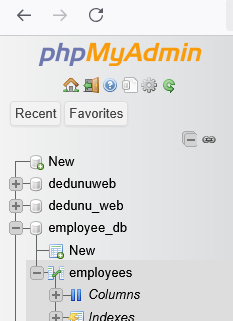 phpMyAdmin
Recent Favorites
New
dedunuweb
dedunu_web
employee_db
New
employees
Columns
Indexes